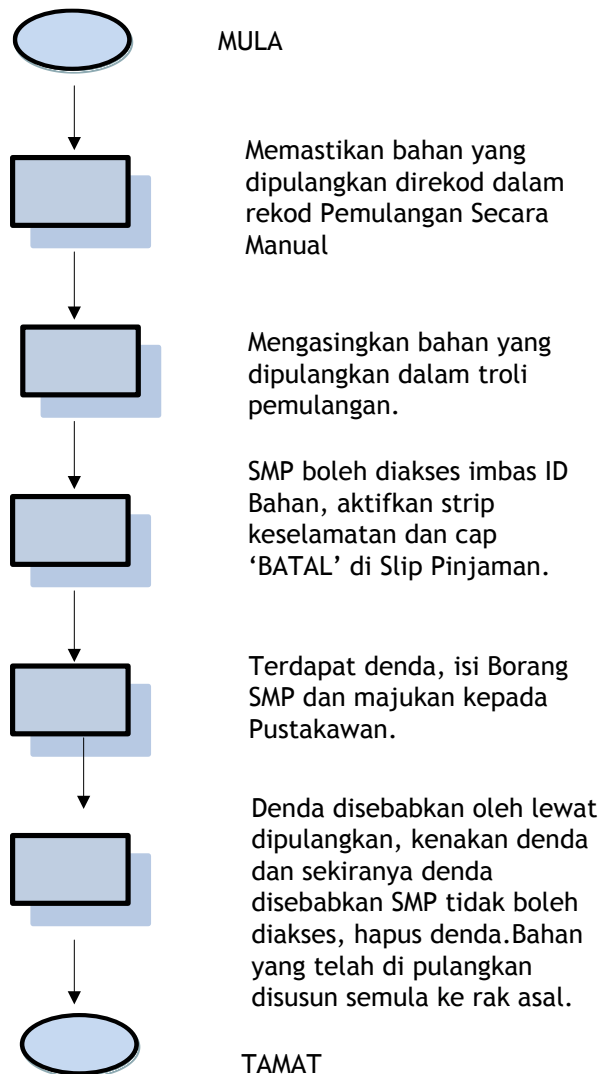 MULA
Memastikan bahan yang
dipulangkan direkod dalam
rekod Pemulangan Secara
Manual
Mengasingkan bahan yang
dipulangkan dalam troli
pemulangan.
SMP boleh diakses imbas ID
Bahan, aktifkan strip
keselamatan dan cap
‘BATAL’ di Slip Pinjaman.
Terdapat denda, isi Borang
SMP dan majukan kepada
Pustakawan.
Denda disebabkan oleh lewat
dipulangkan, kenakan denda
dan sekiranya denda
disebabkan SMP tidak boleh
diakses, hapus denda.Bahan
yang telah di pulangkan
disusun semula ke rak asal.
TAMAT